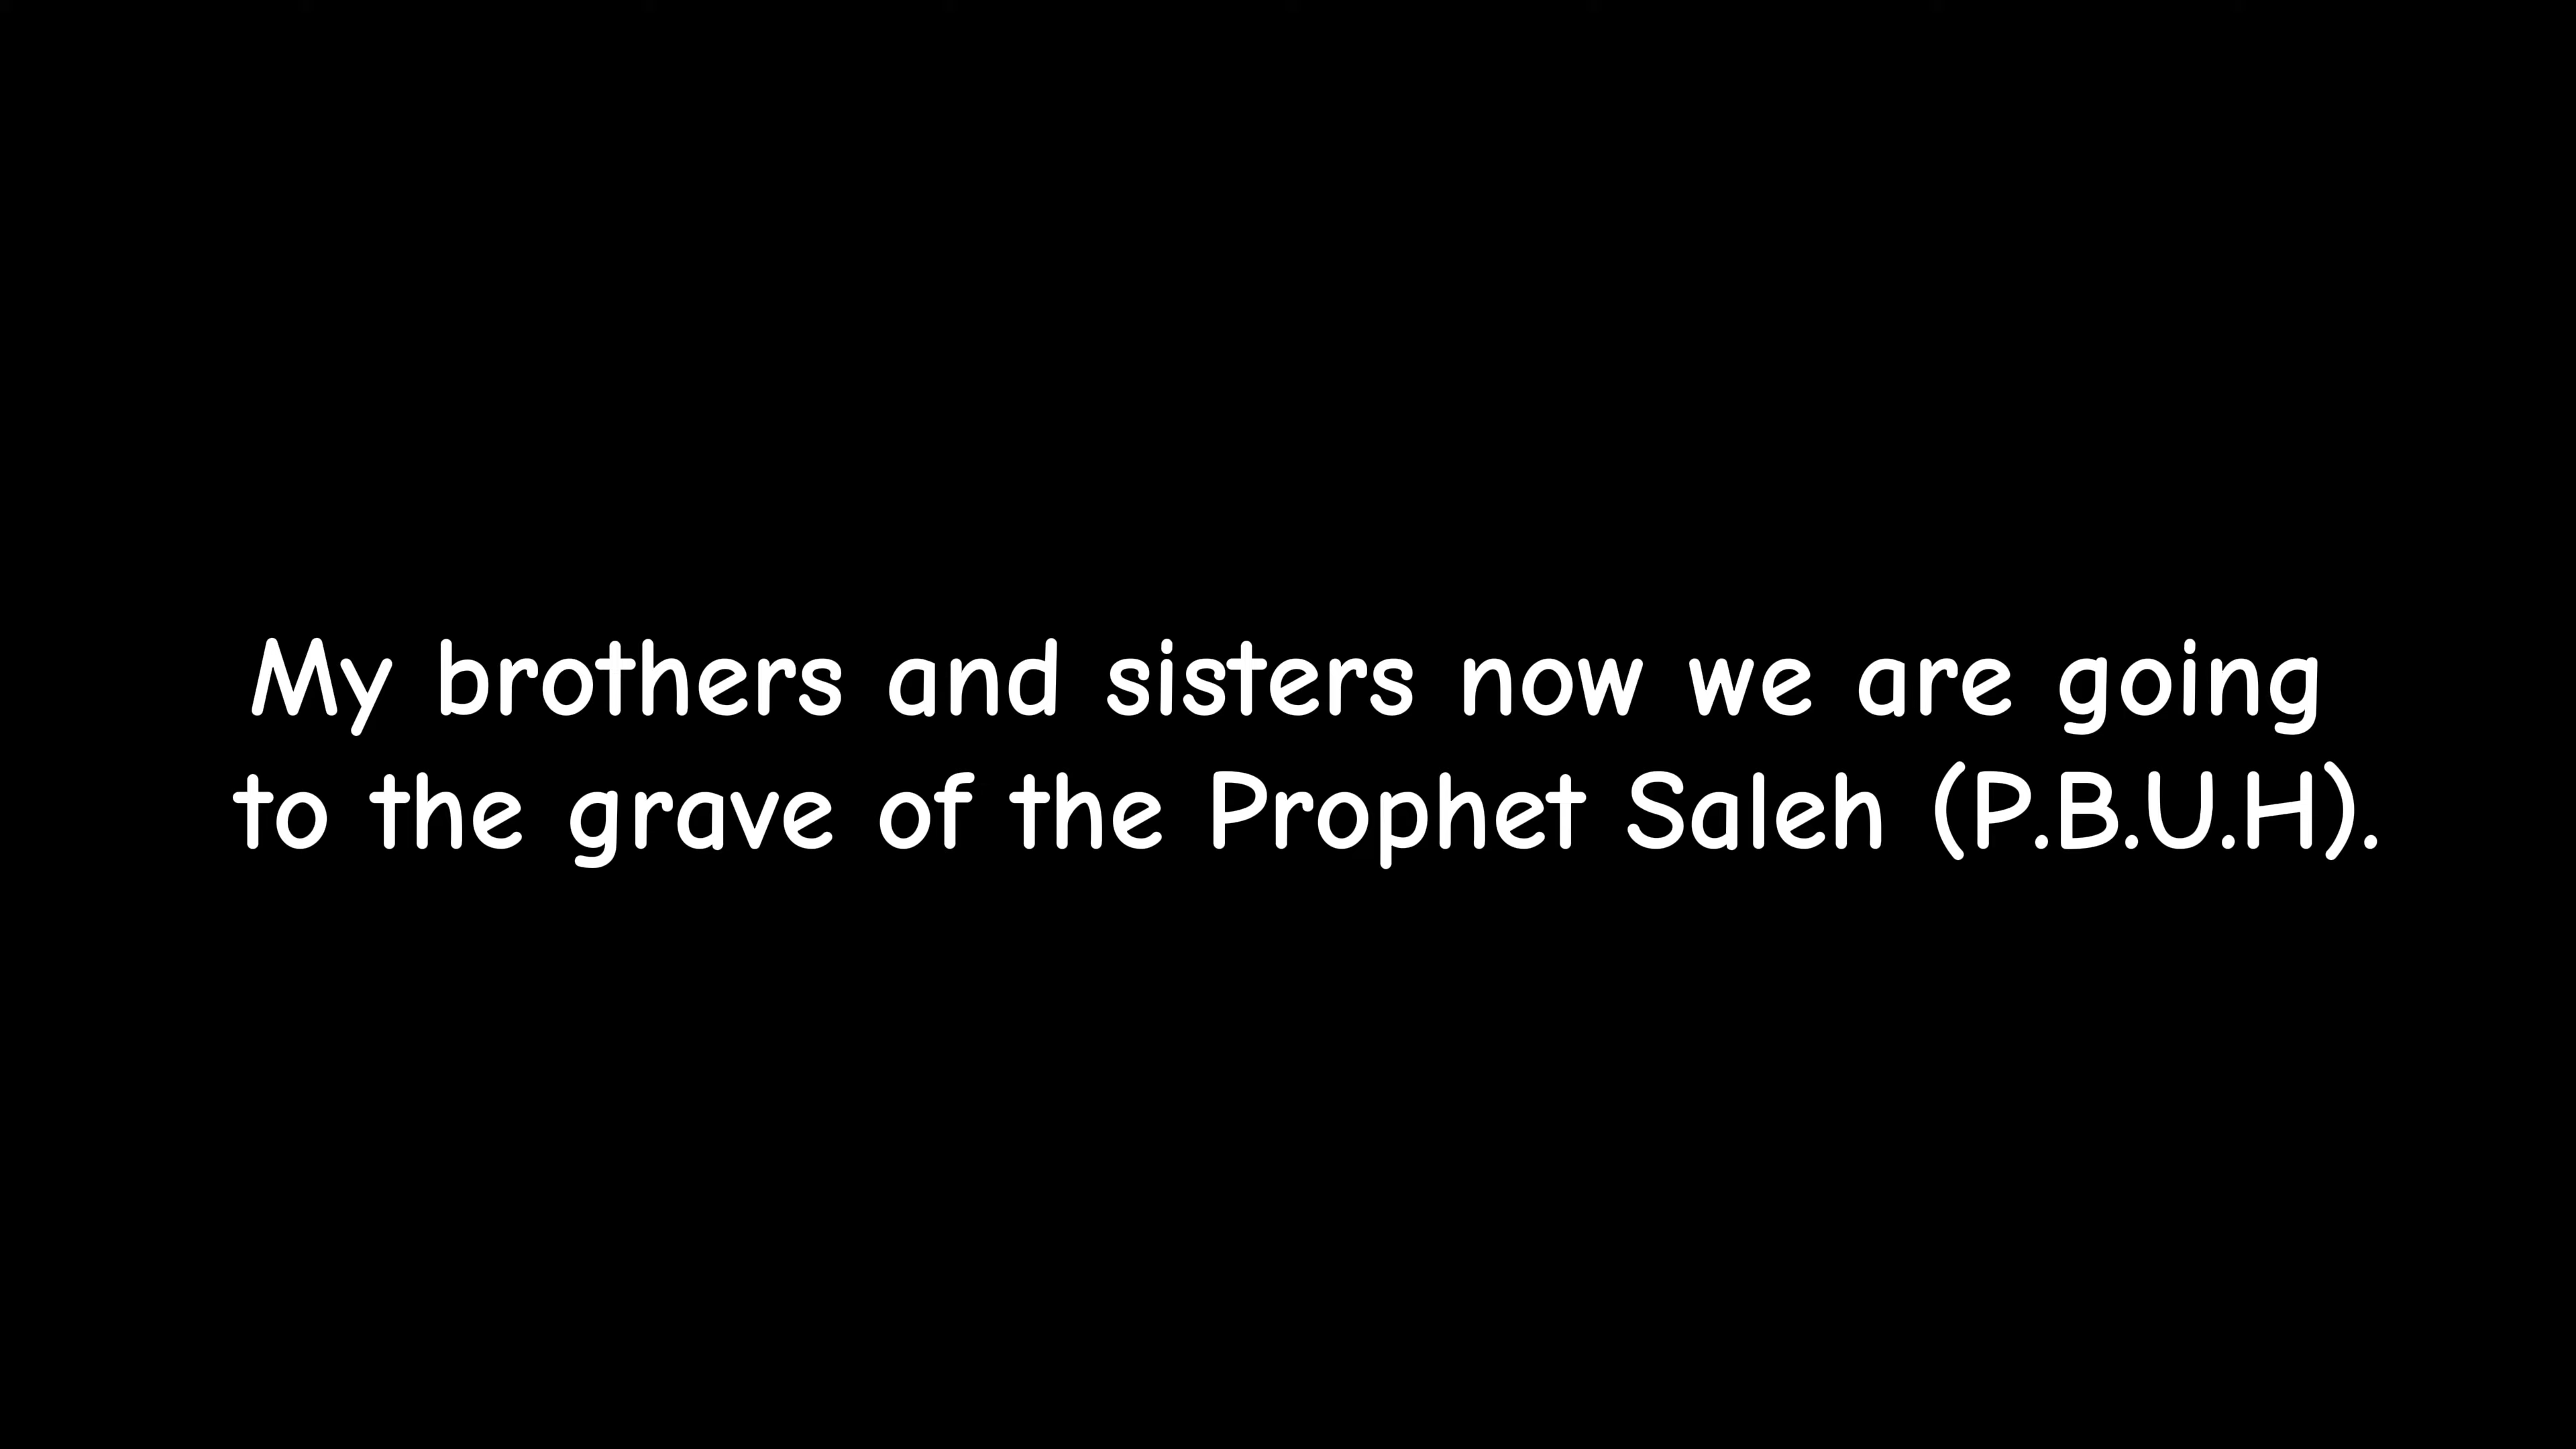 My brothers and sisters now we are going
to the grave of the Prophet Saleh (P.B.U.H).